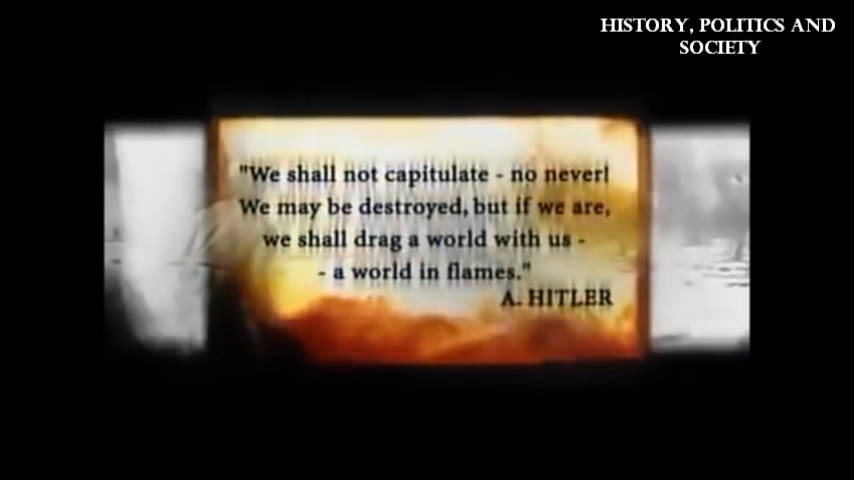 HISTORY, POLITICS AND
SOCIETY
"We shall not capitulate - no never!
We may be destroyed, but if we are,
we shall drag a world with us -
- a world in flames."
A. HITLER